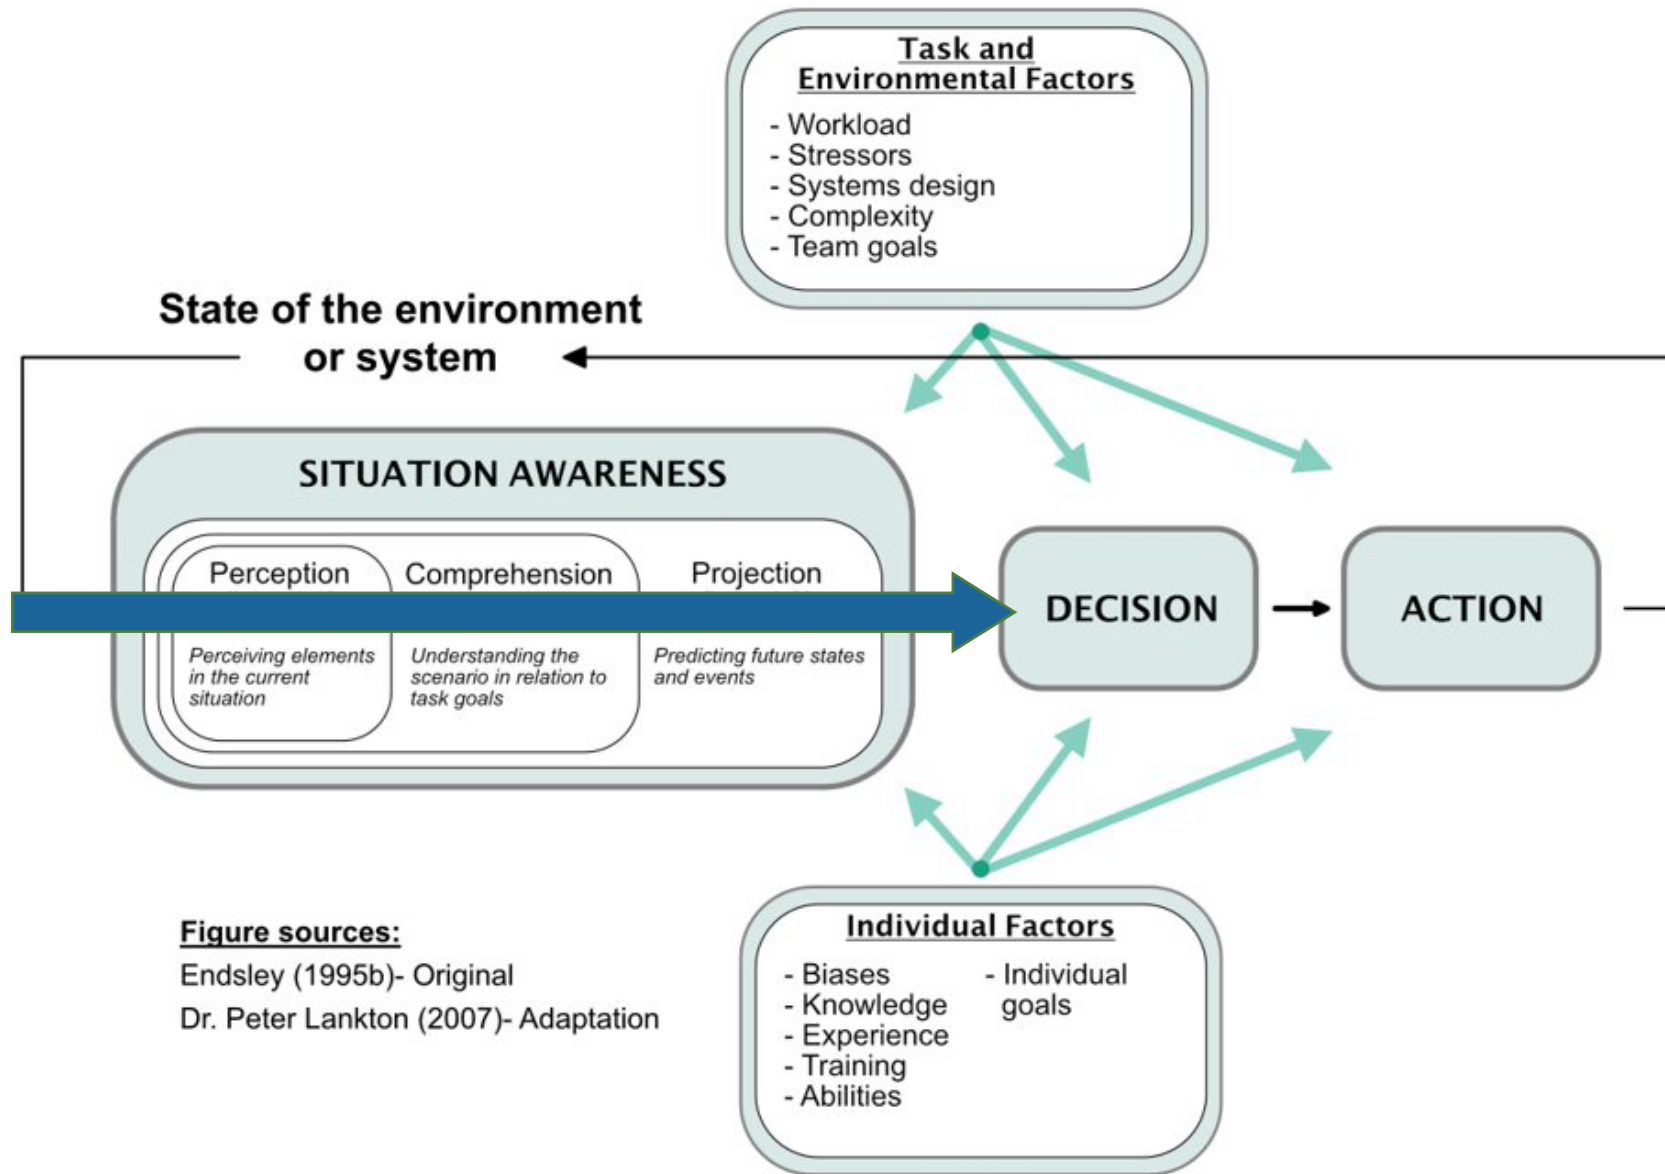 Task and
Environmental Factors
- Workload
- Stressors
- Systems design
- Complexity
- Team goals
State of the environment
or system
SITUATION AWARENESS
Perception
Perceiving elements
in the current
situation
Comprehension
Understanding the
scenario in relation to
task goals
Projection
Predicting future states
and events
DECISION
ACTION
Figure sources:
Endsley (1995b)- Original
Dr. Peter Lankton (2007)- Adaptation
Individual Factors
- Biases
- Knowledge
- Experience
- Training
- Abilities
- Individual
goals